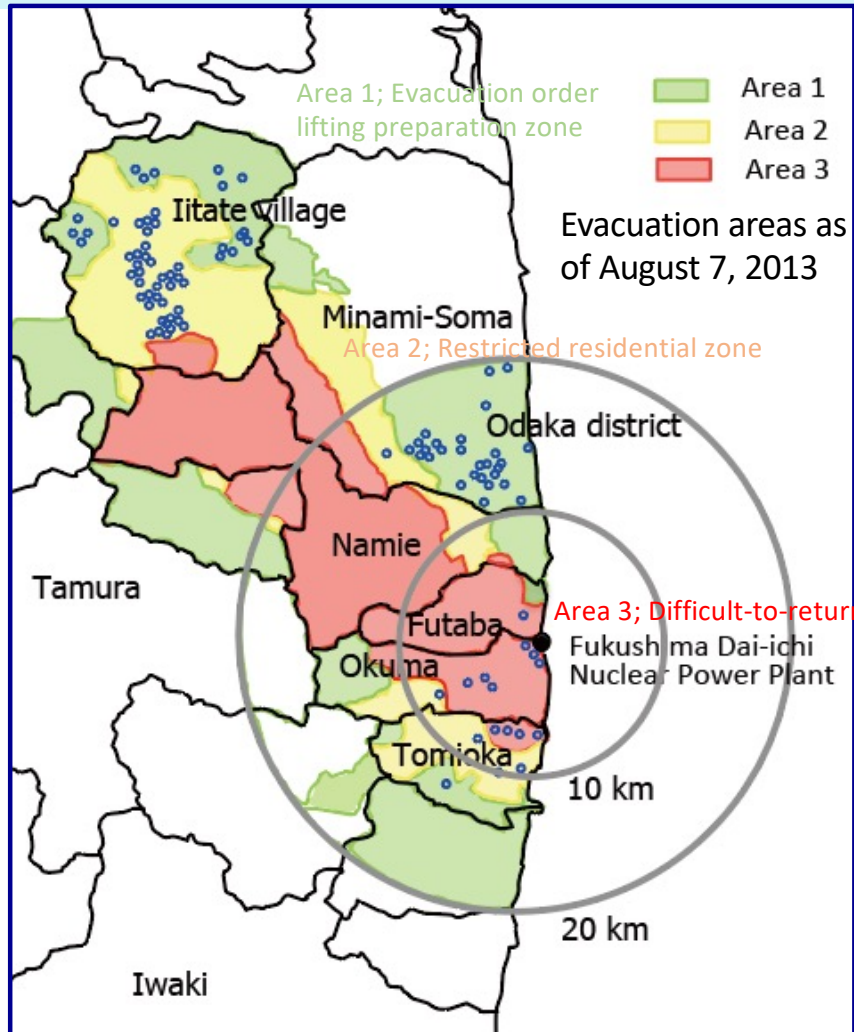 Area 1; Evacuation order
lifting preparation zone
Area 1
Area 2
Area 3
Iitate village
Evacuation areas as
of August 7, 2013
Minami-Soma
Area 2; Restricted residential zone
Odaka district
Namie
Tamura
Area 3; Difficult-to-return
Futaba
Fukushima Dai-ichi
Nuclear Power Plant
Okuma
Tomioka
10 km
20 km
Iwaki